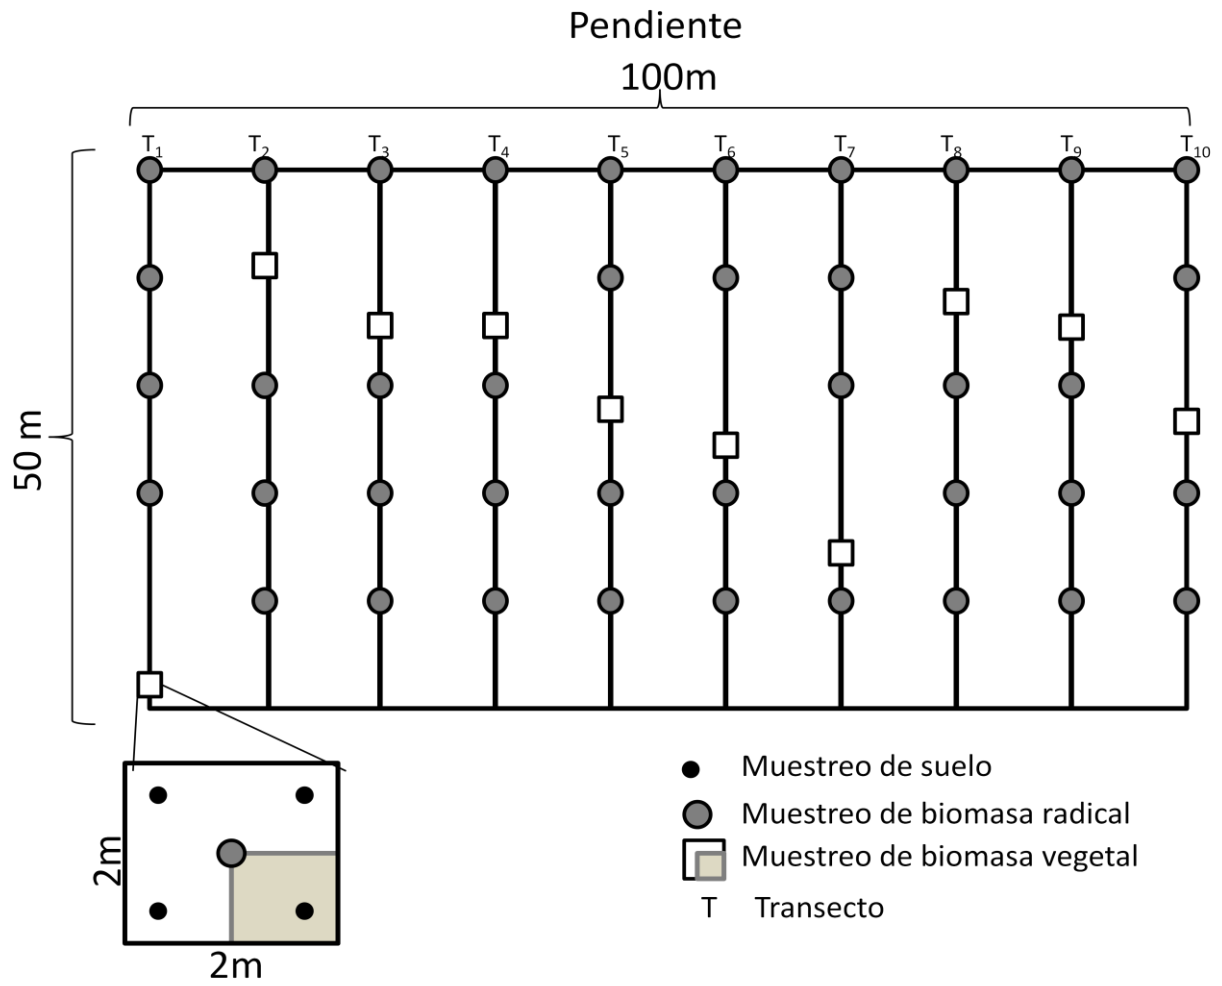 Pendiente
100m
T1 T2 T3 T4 T5 T6 T7 T8 T9 T10
50 m
2m
2m
Muestreo de suelo
Muestreo de biomasa radical
Muestreo de biomasa vegetal
T Transecto